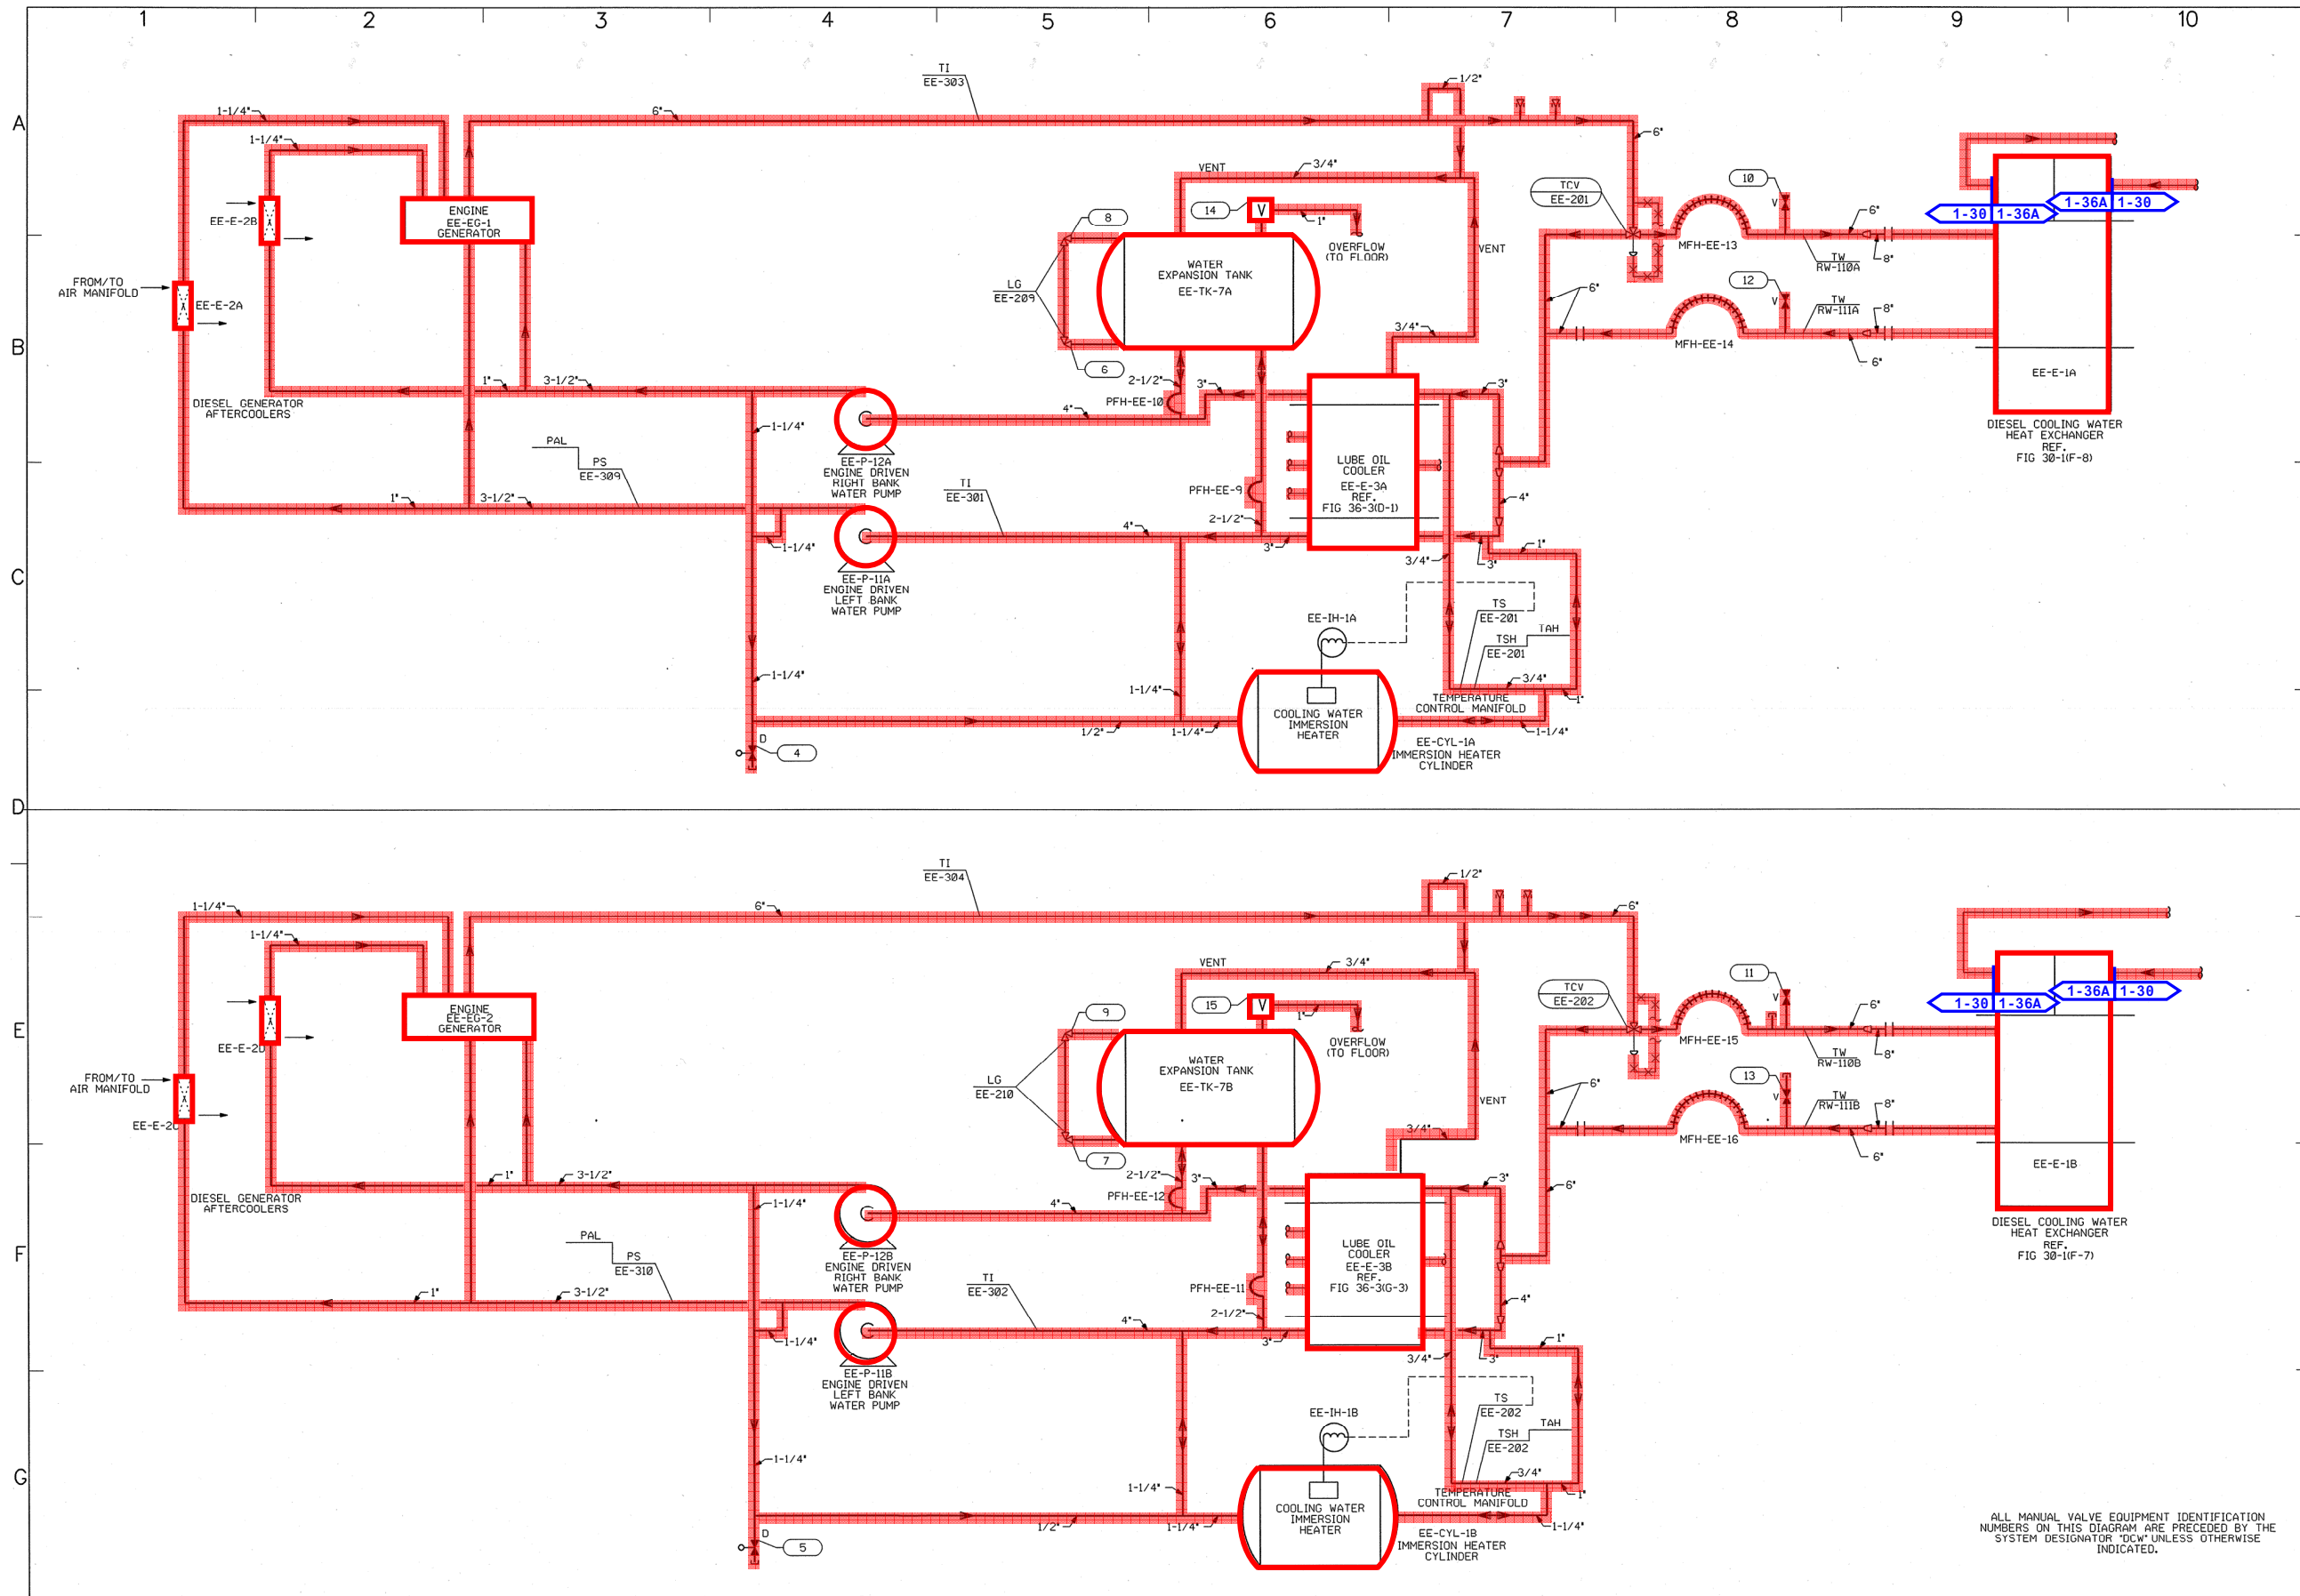 1 2 3 4 5 6 7 8 9 10
A
B
C
D
E
F
G
TI
EE-303
1-1/4"
1-1/4"
6"
1/2"
6"
EE-E-2B
ENGINE
EE-EG-1
GENERATOR
FROM/TO
AIR MANIFOLD
EE-E-2A
VENT
3/4"
14
V
1"
OVERFLOW
(TO FLOOR)
8
LG
EE-209
6
WATER
EXPANSION TANK
EE-TK-7A
VENT
3/4"
TCV
EE-201
10
V
MFH-EE-13
6"
8"
TW
RW-110A
12
V
MFH-EE-14
TW
RW-111A
8"
6"
6"
1-30 1-36A
1-36A 1-30
EE-E-1A
DIESEL COOLING WATER
HEAT EXCHANGER
REF.
FIG 30-1(F-8)
DIESEL GENERATOR
AFTERCOOLERS
1"
3-1/2"
1-1/4"
2-1/2"
PFH-EE-10
4"
3"
3"
EE-P-12A
ENGINE DRIVEN
RIGHT BANK
WATER PUMP
PAL
PS
EE-309
1"
3-1/2"
1-1/4"
TI
EE-301
4"
PFH-EE-9
2-1/2"
3"
LUBE OIL
COOLER
EE-E-3A
REF.
FIG 36-3(D-1)
4"
3"
1"
3/4"
EE-P-11A
ENGINE DRIVEN
LEFT BANK
WATER PUMP
EE-IH-1A
TS
EE-201
TSH
EE-201
TAH
1-1/4"
1-1/4"
3/4"
1"
TEMPERATURE
CONTROL MANIFOLD
COOLING WATER
IMMERSION
HEATER
1/2"
1-1/4"
1-1/4"
D
4
EE-CYL-1A
IMMERSION HEATER
CYLINDER
TI
EE-304
1-1/4"
1-1/4"
6"
1/2"
6"
EE-E-2D
ENGINE
EE-EG-2
GENERATOR
FROM/TO
AIR MANIFOLD
EE-E-2C
VENT
3/4"
15
V
1"
OVERFLOW
(TO FLOOR)
9
LG
EE-210
7
WATER
EXPANSION TANK
EE-TK-7B
VENT
3/4"
TCV
EE-202
11
V
MFH-EE-15
6"
8"
TW
RW-110B
13
V
MFH-EE-16
TW
RW-111B
8"
6"
6"
6"
1-30 1-36A
1-36A 1-30
EE-E-1B
DIESEL COOLING WATER
HEAT EXCHANGER
REF.
FIG 30-1(F-7)
DIESEL GENERATOR
AFTERCOOLERS
1"
3-1/2"
1-1/4"
2-1/2"
PFH-EE-12
4"
3"
3"
EE-P-12B
ENGINE DRIVEN
RIGHT BANK
WATER PUMP
PAL
PS
EE-310
1"
3-1/2"
1-1/4"
TI
EE-302
4"
PFH-EE-11
2-1/2"
3"
LUBE OIL
COOLER
EE-E-3B
REF.
FIG 36-3(G-3)
4"
3"
1"
3/4"
EE-P-11B
ENGINE DRIVEN
LEFT BANK
WATER PUMP
EE-IH-1B
TS
EE-202
TSH
EE-202
TAH
1-1/4"
1-1/4"
3/4"
1"
TEMPERATURE
CONTROL MANIFOLD
COOLING WATER
IMMERSION
HEATER
1/2"
1-1/4"
1-1/4"
D
5
EE-CYL-1B
IMMERSION HEATER
CYLINDER
ALL MANUAL VALVE EQUIPMENT IDENTIFICATION
NUMBERS ON THIS DIAGRAM ARE PRECEDED BY THE
SYSTEM DESIGNATOR "DCW" UNLESS OTHERWISE
INDICATED.